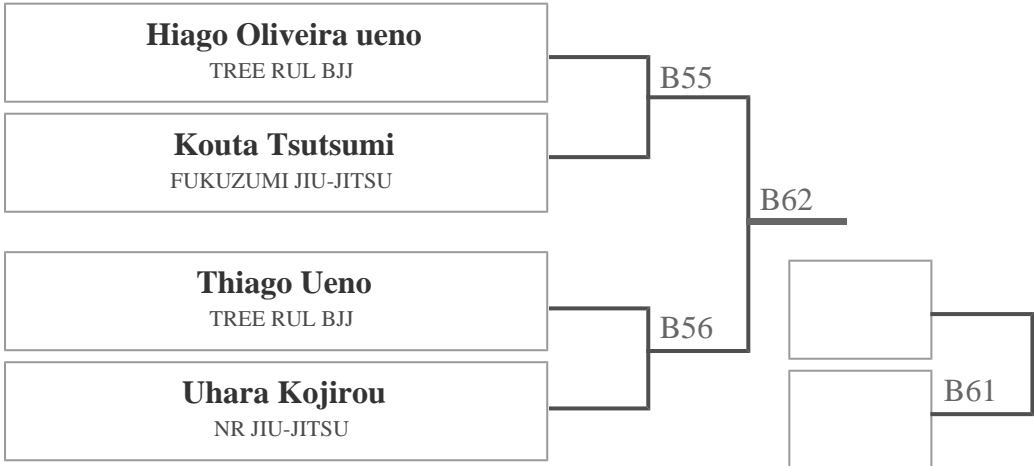 Hiago Oliveira ueno
TREE RUL BJJ
B55
Kouta Tsutsumi
FUKUZUMI JIU-JITSU
B62
Thiago Ueno
TREE RUL BJJ
B56
Uhara Kojirou
NR JIU-JITSU
B61